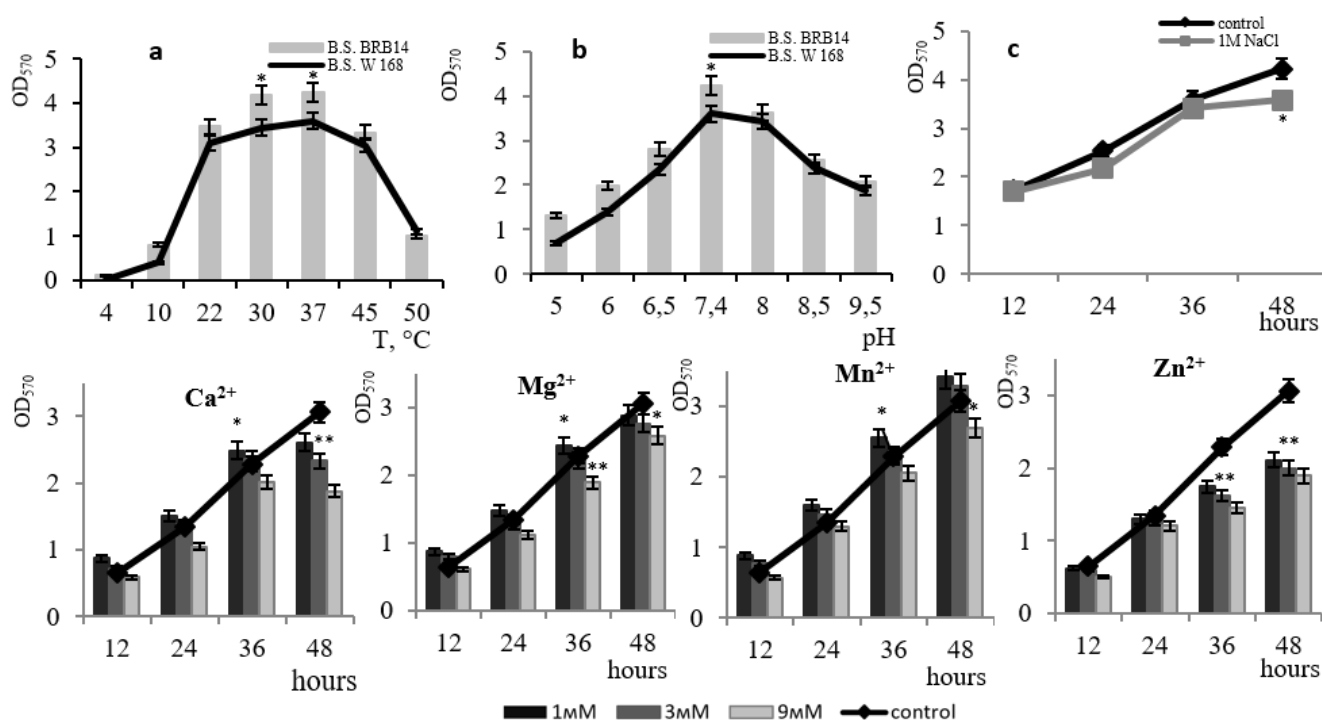 a
B.S. BRB14
B.S. W 168
OD570
5
4
3
2
1
0
*
*
4 10 22 30 37 45 50
T, °C
b
B.S. BRB14
B.S. W 168
OD570
5
4
3
2
1
0
*
5 6 6,5 7,4 8 8,5 9,5
pH
c
control
1M NaCl
OD570
5
4
3
2
1
0
*
12 24 36 48
hours
Ca2+
OD570
3
2
1
0
*
**
12 24 36 48
hours
Mg2+
OD570
3
2
1
0
*
**
*
12 24 36 48
hours
Mn2+
OD570
3
2
1
0
*
*
12 24 36 48
hours
Zn2+
OD570
3
2
1
0
**
**
12 24 36 48
hours
1мМ 3мМ 9мМ control